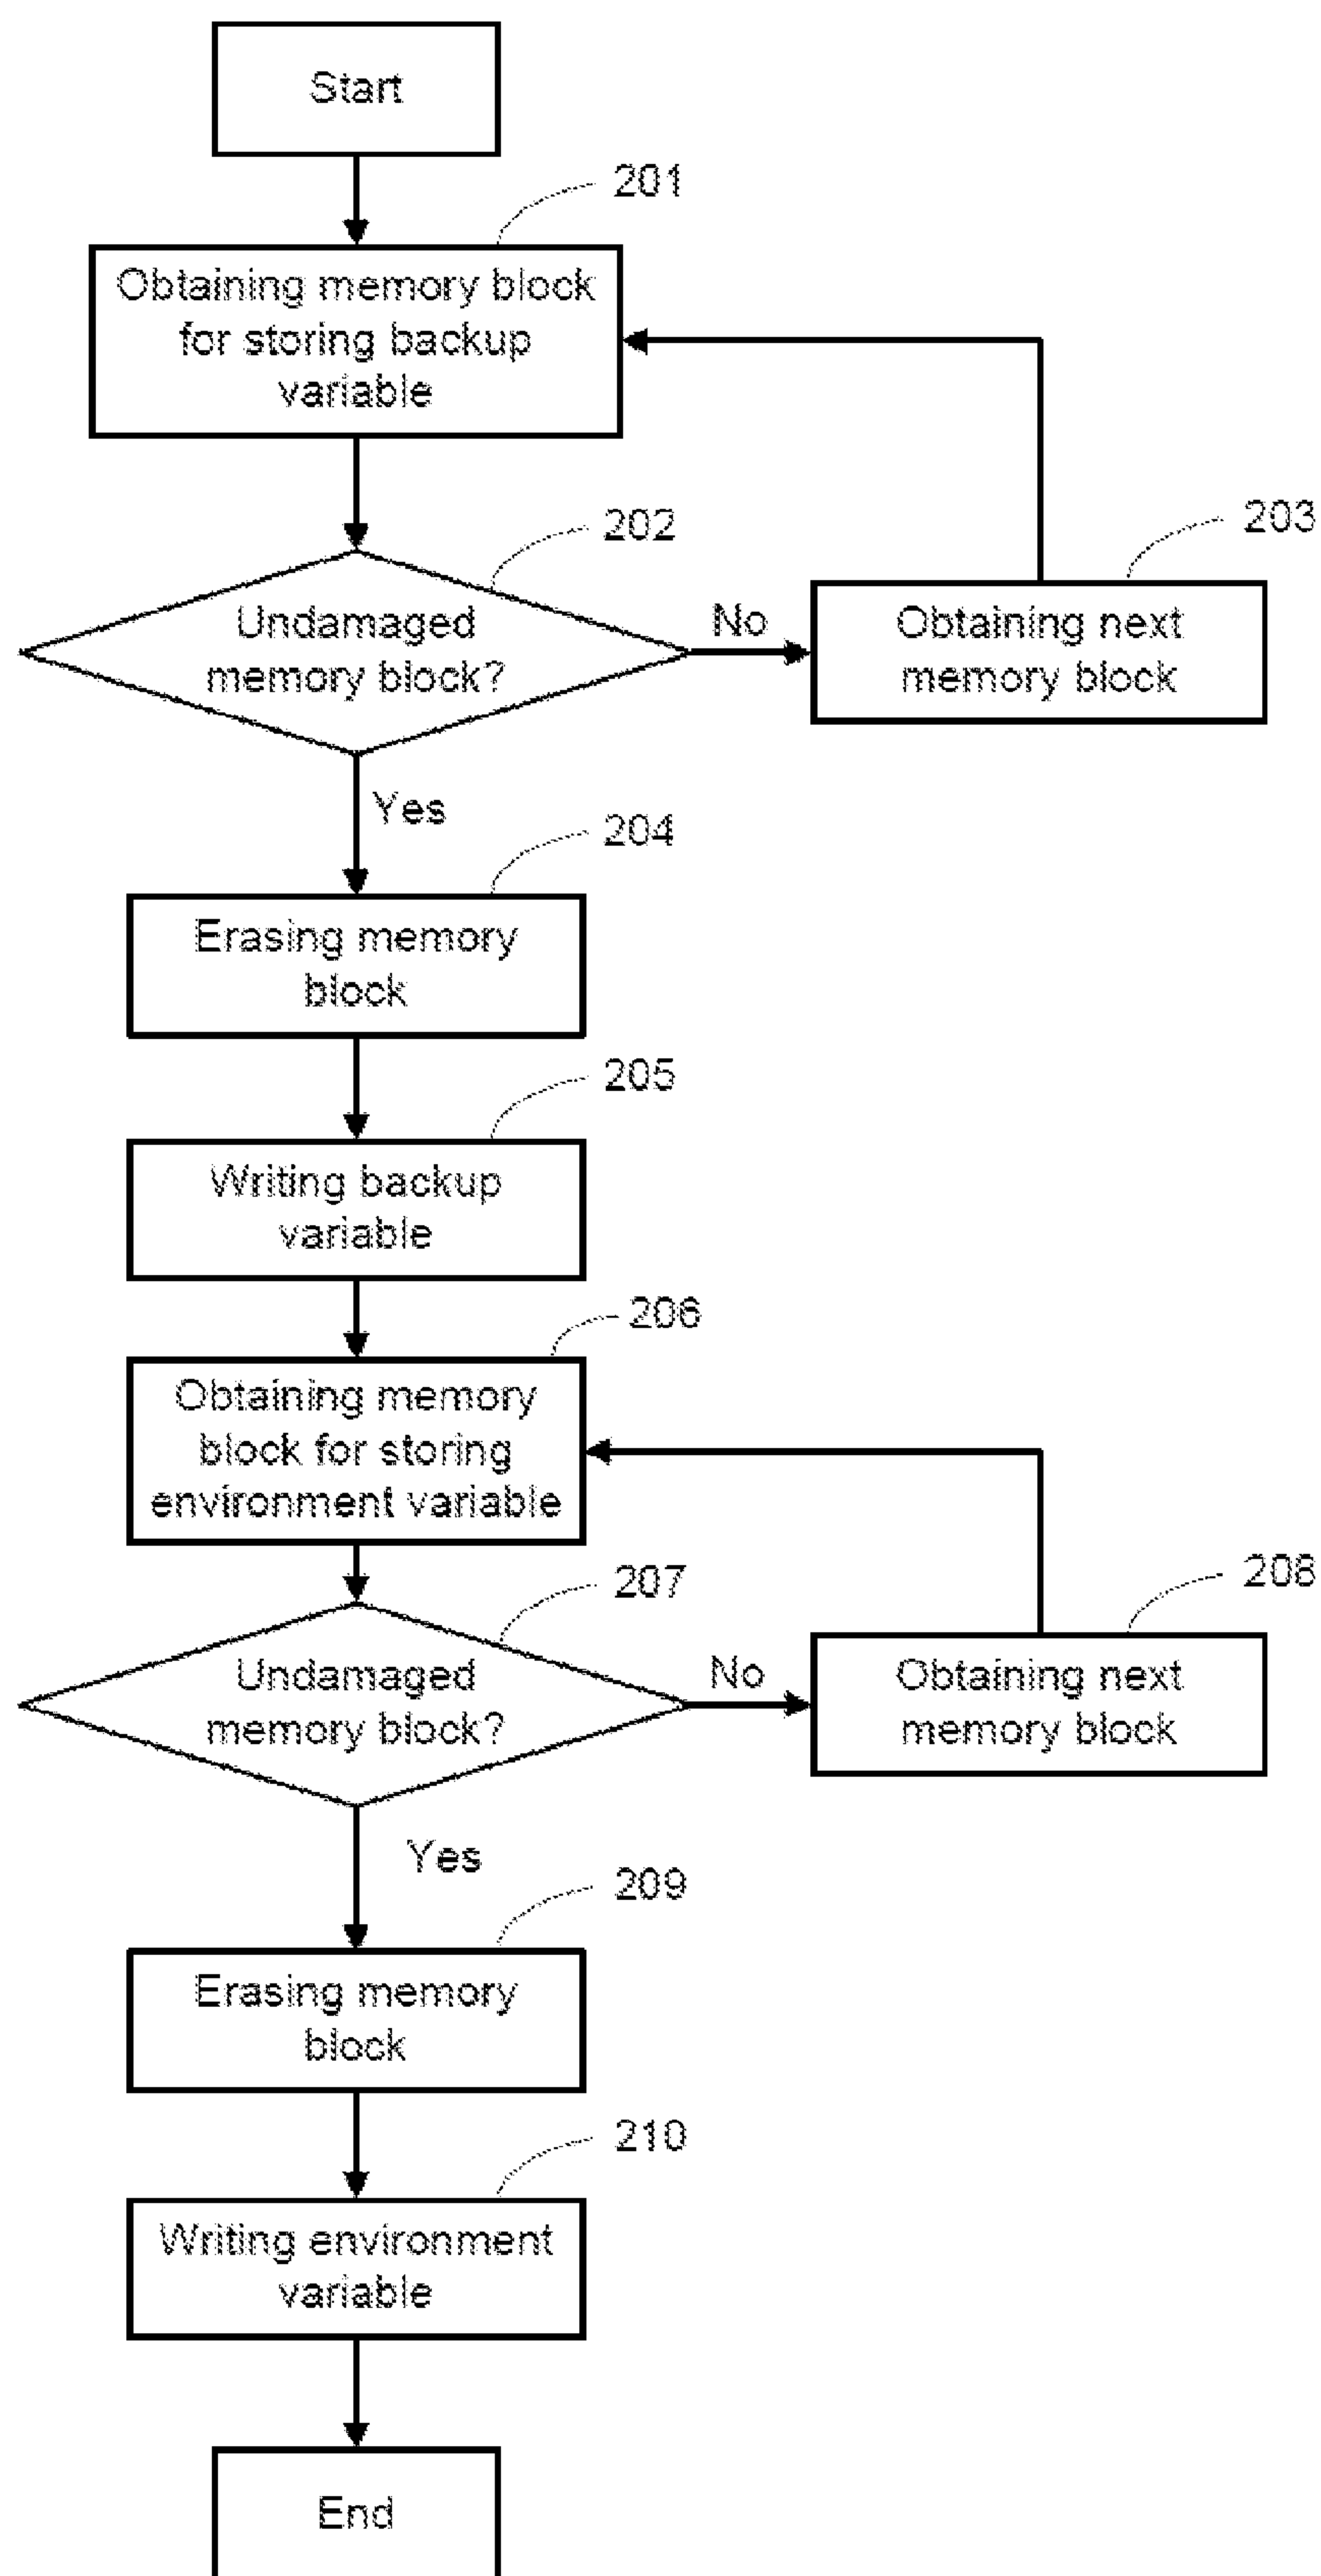 Start
201
Obtaining memory block
for storing backup
variable
202
203
Undamaged
memory block?
No
Obtaining next
memory block
Yes
204
Erasing memory
block
205
Writing backup
variable
206
Obtaining memory
block for storing
environment variable
207
208
Undamaged
memory block?
No
Obtaining next
memory block
Yes
209
Erasing memory
block
210
Writing environment
variable
End